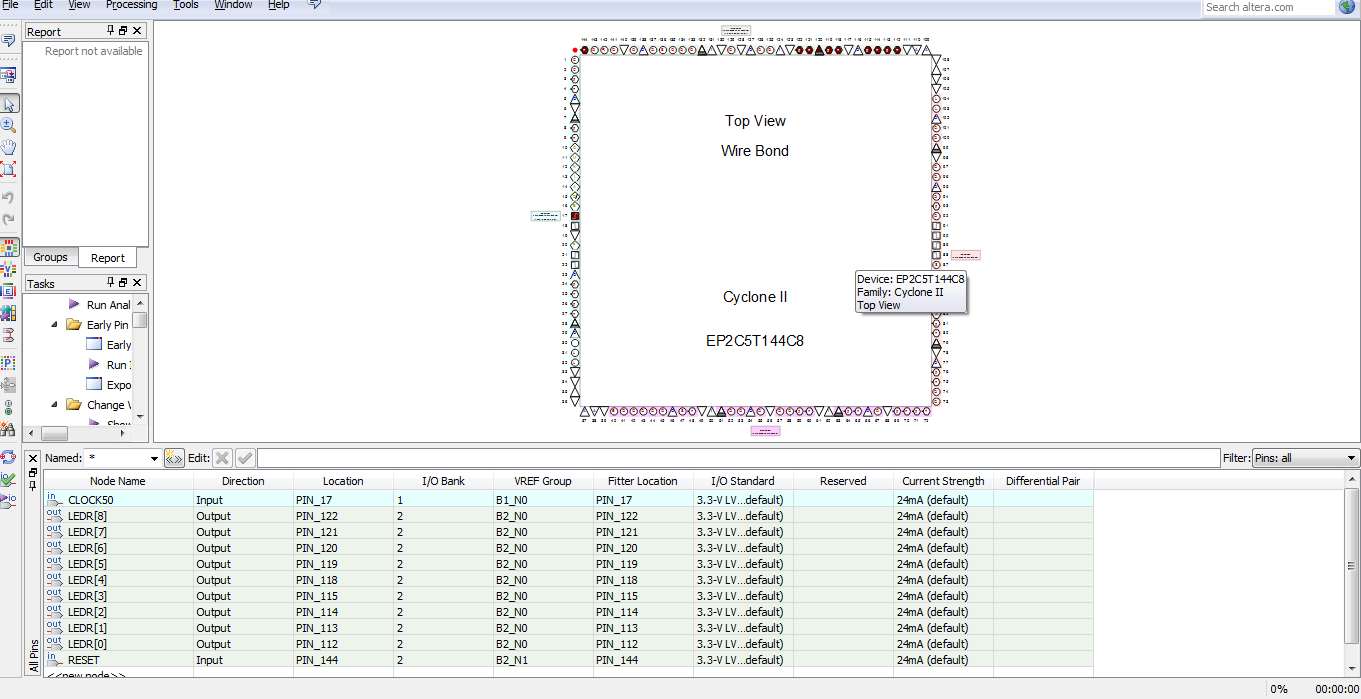 File Edit View Processing Tools Window Help Search altera.com
Report
Report not available
Groups Report
Tasks
Run Anal
Early Pin
Early
Run I
Expo
Change V
Show
Top View
Wire Bond
Cyclone II
EP2C5T144C8
Device: EP2C5T144C8
Family: Cyclone II
Top View
Named: * Edit: Filter: Pins: all
Node Name Direction Location I/O Bank VREF Group Fitter Location I/O Standard Reserved Current Strength Differential Pair
in CLOCK50 Input PIN_17 1 B1_N0 PIN_17 3.3-V LV...default) 24mA (default)
out LEDR[8] Output PIN_122 2 B2_N0 PIN_122 3.3-V LV...default) 24mA (default)
out LEDR[7] Output PIN_121 2 B2_N0 PIN_121 3.3-V LV...default) 24mA (default)
out LEDR[6] Output PIN_120 2 B2_N0 PIN_120 3.3-V LV...default) 24mA (default)
out LEDR[5] Output PIN_119 2 B2_N0 PIN_119 3.3-V LV...default) 24mA (default)
out LEDR[4] Output PIN_118 2 B2_N0 PIN_118 3.3-V LV...default) 24mA (default)
out LEDR[3] Output PIN_115 2 B2_N0 PIN_115 3.3-V LV...default) 24mA (default)
out LEDR[2] Output PIN_114 2 B2_N0 PIN_114 3.3-V LV...default) 24mA (default)
out LEDR[1] Output PIN_113 2 B2_N0 PIN_113 3.3-V LV...default) 24mA (default)
out LEDR[0] Output PIN_112 2 B2_N0 PIN_112 3.3-V LV...default) 24mA (default)
in RESET Input PIN_144 2 B2_N1 PIN_144 3.3-V LV...default) 24mA (default)
<<new node>>
All Pins
0% 00:00:00